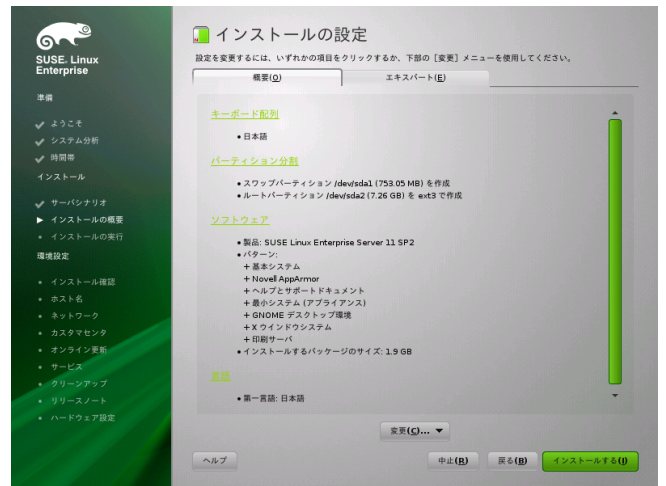 SUSE. Linux
Enterprise
準備
ようこそ
システム分析
時間帯
インストール
サーバシナリオ
インストールの概要
インストールの実行
環境設定
インストール確認
ホスト名
ネットワーク
カスタマセンタ
オンライン更新
サービス
クリーンアップ
リリースノート
ハードウェア設定
インストールの設定
設定を変更するには、いずれかの項目をクリックするか、下部の［変更］メニューを使用してください。
概要(O) エキスパート(E)
キーボード配列
• 日本語
パーティション分割
• スワップパーティション /dev/sda1 (753.05 MB) を作成
• ルートパーティション /dev/sda2 (7.26 GB) を ext3 で作成
ソフトウェア
• 製品: SUSE Linux Enterprise Server 11 SP2
• パターン:
+ 基本システム
+ Novell AppArmor
+ ヘルプとサポートドキュメント
+ 最小システム (アプライアンス)
+ GNOME デスクトップ環境
+ X ウインドウシステム
+ 印刷サーバ
• インストールするパッケージのサイズ: 1.9 GB
言語
• 第一言語: 日本語
変更(C)...
ヘルプ 中止(R) 戻る(B) インストールする(I)